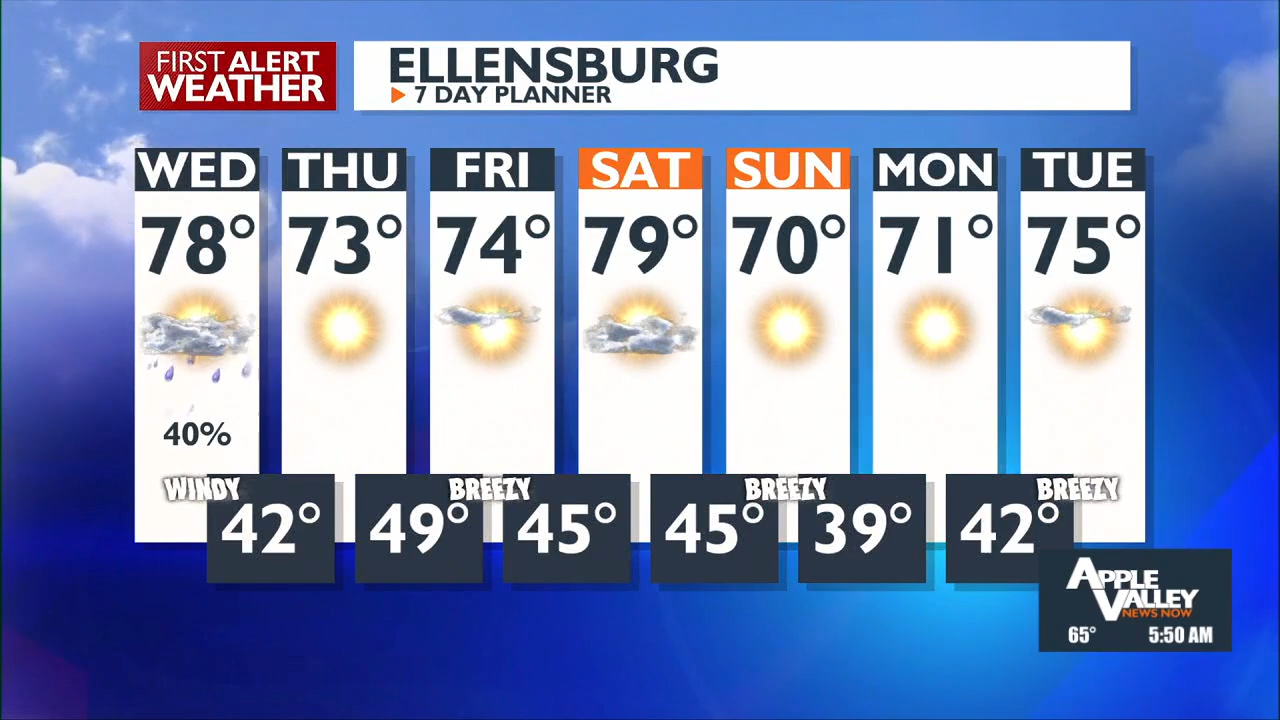 FIRST ALERT
WEATHER
ELLENSBURG
7 DAY PLANNER
WED THU FRI SAT SUN MON TUE
78° 73° 74° 79° 70° 71° 75°
40%
WINDY BREEZY BREEZY BREEZY
42° 49° 45° 45° 39° 42°
APPLE
VALLEY
NEWS NOW
65° 5:50 AM